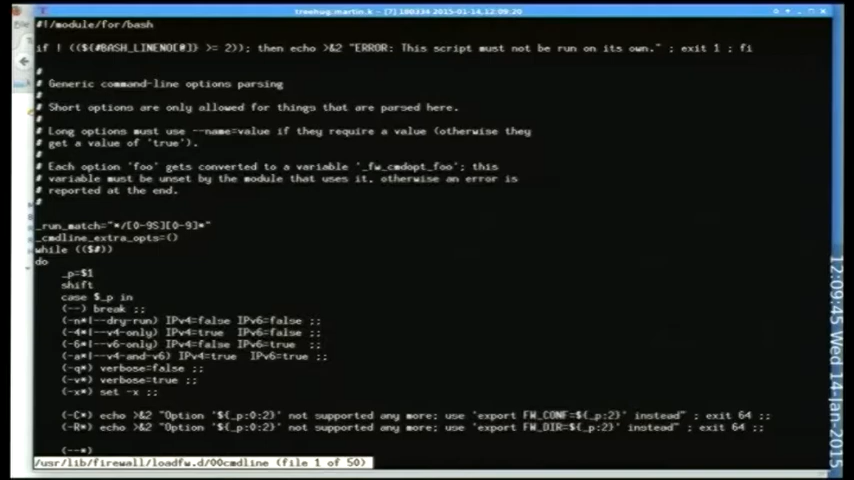 treehug:martin.k - [7] 180334 2015-01-14,12:09:20
#!/module/for/bash
if ! ((${#BASH_LINENO[@]} >= 2)); then echo >&2 "ERROR: This script must not be run on its own." ; exit 1 ; fi
#
# Generic command-line options parsing
#
# Short options are only allowed for things that are parsed here.
#
# Long options must use --name=value if they require a value (otherwise they
# get a value of 'true').
#
# Each option 'foo' gets converted to a variable '_fw_cmdopt_foo'; this
# variable must be unset by the module that uses it, otherwise an error is
# reported at the end.
#
_run_match="*/[0-9S][0-9]*"
_cmdline_extra_opts=()
while (($#))
do
_p=$1
shift
case $_p in
(--) break ;;
(-n*|--dry-run) IPv4=false IPv6=false ;;
(-4*|--v4-only) IPv4=true IPv6=false ;;
(-6*|--v6-only) IPv4=false IPv6=true ;;
(-a*|--v4-and-v6) IPv4=true IPv6=true ;;
(-q*) verbose=false ;;
(-v*) verbose=true ;;
(-x*) set -x ;;
(-C*) echo >&2 "Option '${_p:0:2}' not supported any more; use 'export FW_CONF=${_p:2}' instead" ; exit 64 ;;
(-R*) echo >&2 "Option '${_p:0:2}' not supported any more; use 'export FW_DIR=${_p:2}' instead" ; exit 64 ;;
(--*)
/usr/lib/firewall/loadfw.d/00cmdline (file 1 of 50)
12:09:45 Wed 14-Jan-2015